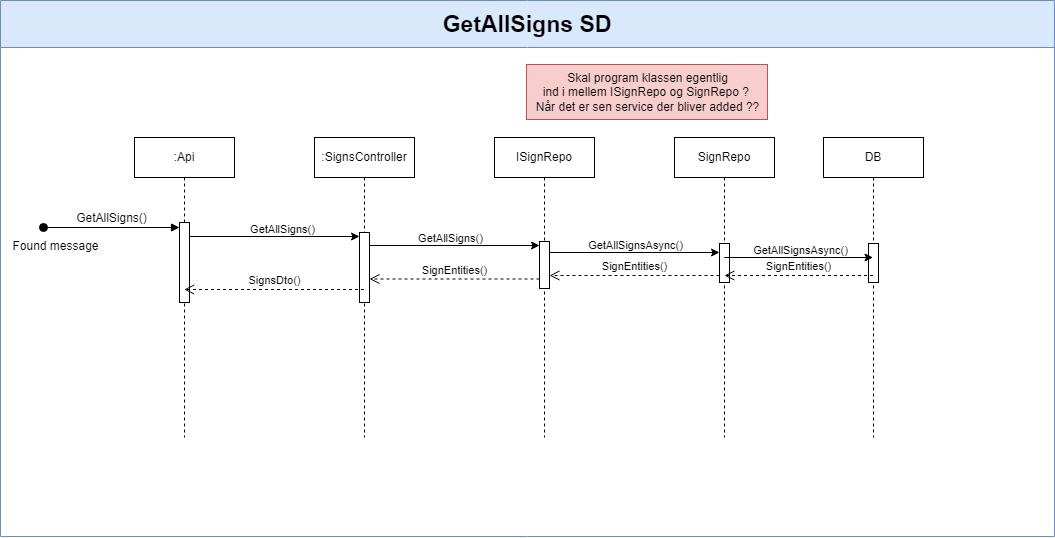 GetAllSigns SD
Skal program klassen egentlig
ind i mellem ISignRepo og SignRepo ?
Når det er sen service der bliver added ??
:Api
:SignsController
ISignRepo
SignRepo
DB
GetAllSigns()
Found message
GetAllSigns()
GetAllSigns()
GetAllSignsAsync()
GetAllSignsAsync()
SignsDto()
SignEntities()
SignEntities()
SignEntities()